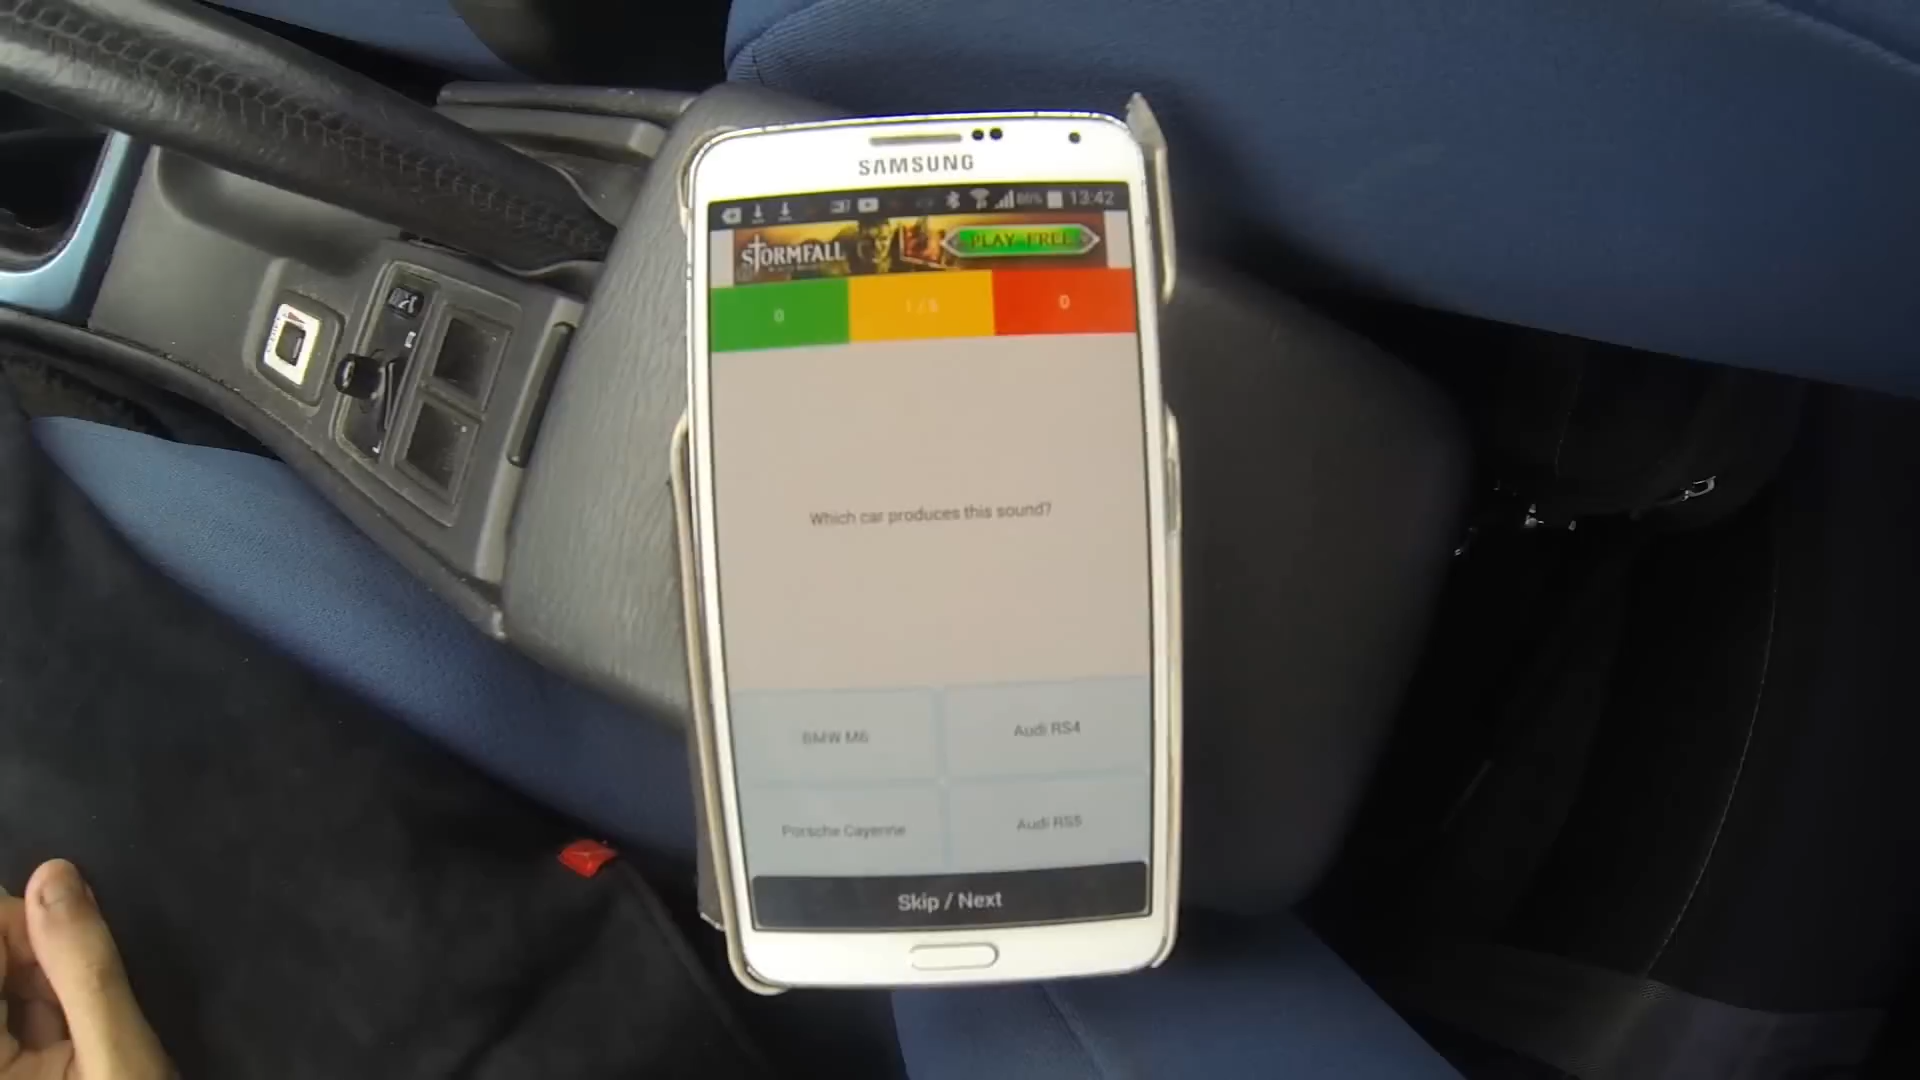 SAMSUNG
86% 13:42
STORMFALL
PLAY FREE
0
0
Which car produces this sound?
BMW M6
Audi RS4
Porsche Cayenne
Audi RS5
Skip / Next